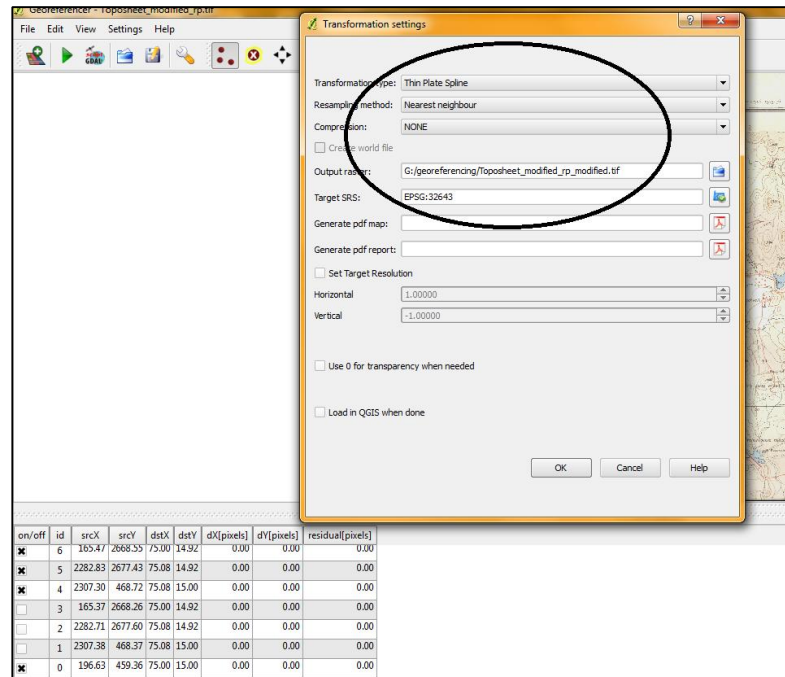 Georeferencer - Toposheet_modified_rp.tif
File Edit View Settings Help
GDAL
Transformation settings
Transformation type: Thin Plate Spline
Resampling method: Nearest neighbour
Compression: NONE
Create world file
Output raster: G:/georeferencing/Toposheet_modified_rp_modified.tif
Target SRS: EPSG:32643
Generate pdf map:
Generate pdf report:
Set Target Resolution
Horizontal 1.00000
Vertical -1.00000
Use 0 for transparency when needed
Load in QGIS when done
OK Cancel Help
on/off id srcX srcY dstX dstY dX[pixels] dY[pixels] residual[pixels]
6 165.47 2668.55 75.00 14.92 0.00 0.00 0.00
5 2282.83 2677.43 75.08 14.92 0.00 0.00 0.00
4 2307.30 468.72 75.08 15.00 0.00 0.00 0.00
3 165.37 2668.26 75.00 14.92 0.00 0.00 0.00
2 2282.71 2677.60 75.08 14.92 0.00 0.00 0.00
1 2307.38 468.37 75.08 15.00 0.00 0.00 0.00
0 196.63 459.36 75.00 15.00 0.00 0.00 0.00